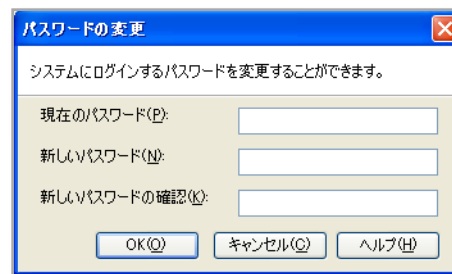 パスワードの変更
システムにログインするパスワードを変更することができます。
現在のパスワード(P):
新しいパスワード(N):
新しいパスワードの確認(K):
OK(O) キャンセル(C) ヘルプ(H)